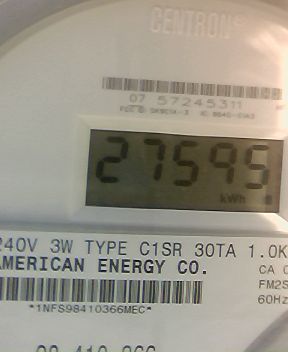 CENTRON®
07 57245311
27595
kWh
240V 3W TYPE C1SR 30TA 1.0K
AMERICAN ENERGY CO.
CA 0
FM2S
60Hz
*1NFS98410366MEC*